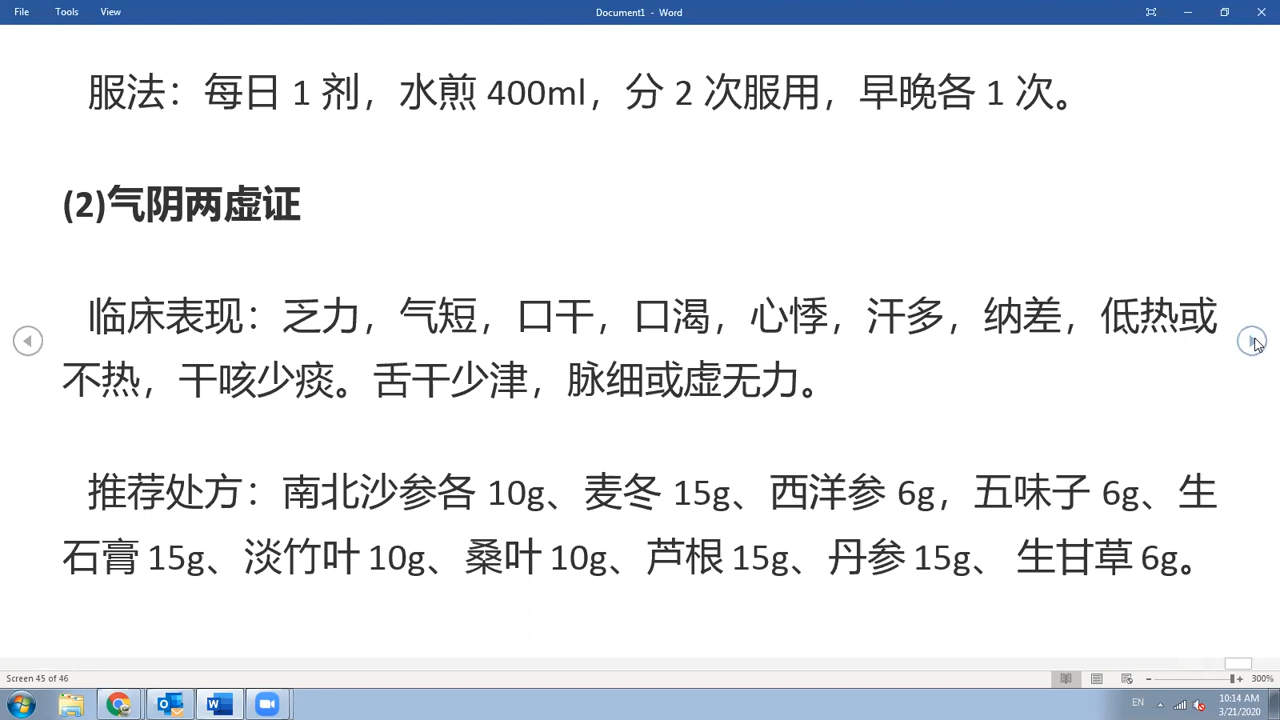 File Tools View Document1 - Word
服法：每日 1 剂，水煎 400ml，分 2 次服用，早晚各 1 次。
(2)气阴两虚证
临床表现：乏力，气短，口干，口渴，心悸，汗多，纳差，低热或
不热，干咳少痰。舌干少津，脉细或虚无力。
推荐处方：南北沙参各 10g、麦冬 15g、西洋参 6g，五味子 6g、生
石膏 15g、淡竹叶 10g、桑叶 10g、芦根 15g、丹参 15g、 生甘草 6g。
Screen 45 of 46 300%
EN 10:14 AM
3/21/2020